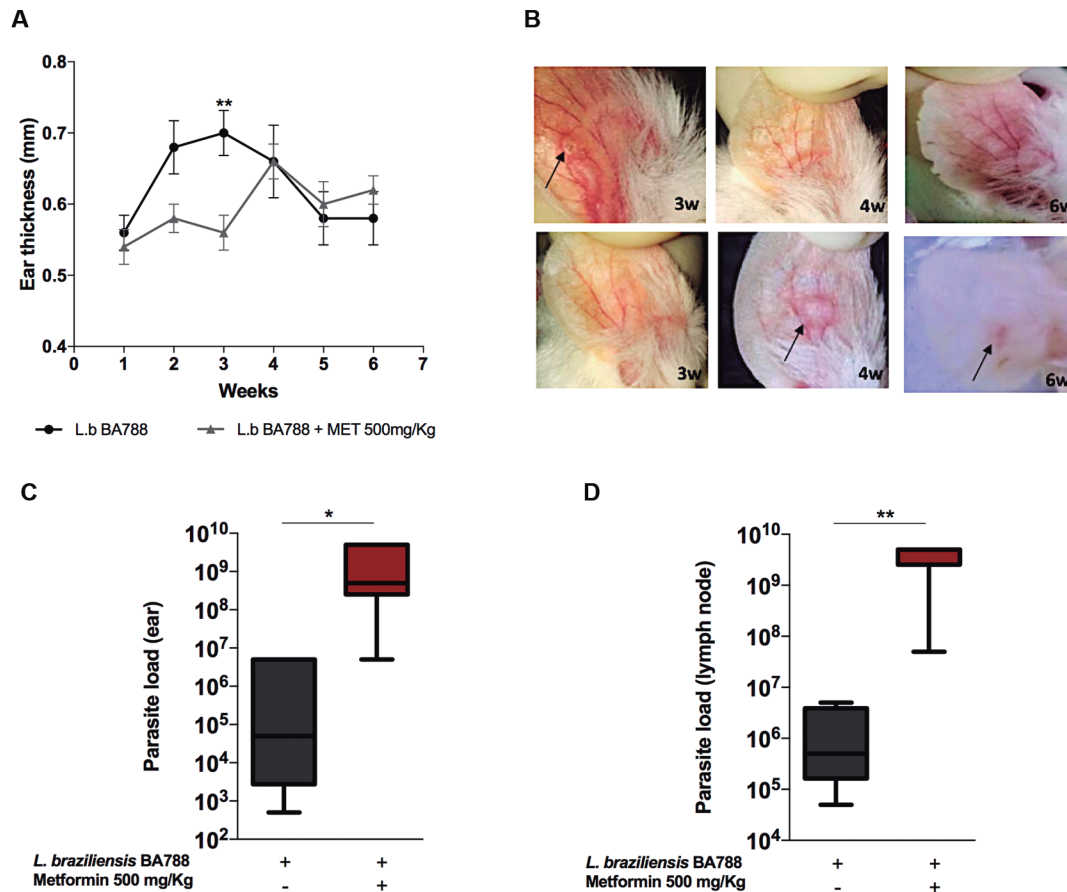 A
B
Ear thickness (mm)
0.8
0.7
0.6
0.5
0.4
**
0 1 2 3 4 5 6 7
Weeks
L.b BA788 L.b BA788 + MET 500mg/Kg
3w 4w 6w
3w 4w 6w
C
D
Parasite load (ear)
*
10^10
10^9
10^8
10^7
10^6
10^5
10^4
10^3
10^2
L. braziliensis BA788 + +
Metformin 500 mg/Kg - +
Parasite load (lymph node)
**
10^10
10^9
10^8
10^7
10^6
10^5
10^4
L. braziliensis BA788 + +
Metformin 500 mg/Kg - +